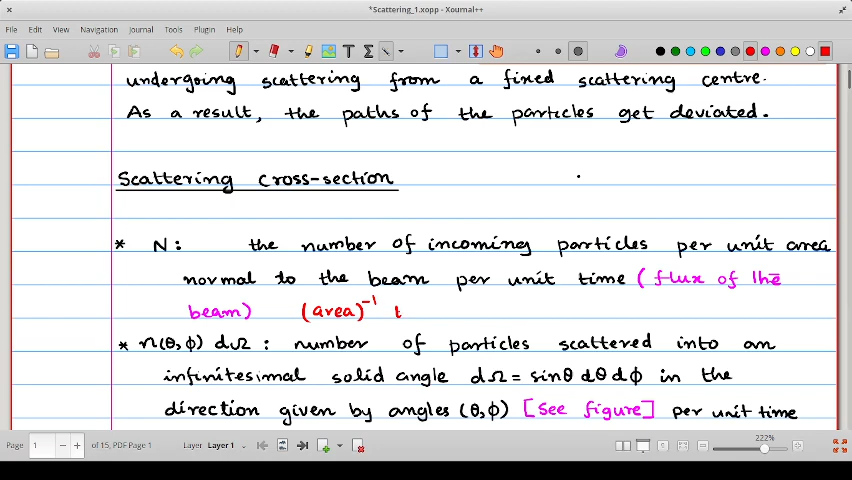 *Scattering_1.xopp - Xournal++
File Edit View Navigation Journal Tools Plugin Help
undergoing scattering from a fixed scattering centre.
As a result, the paths of the particles get deviated.
Scattering cross-section
* N: the number of incoming particles per unit area
normal to the beam per unit time (flux of the
beam) (area)⁻¹ t
* n(θ,φ) dΩ: number of particles scattered into an
infinitesimal solid angle dΩ = sinθ dθ dφ in the
direction given by angles (θ,φ) [See figure] per unit time
Page 1 of 15, PDF Page 1 Layer Layer 1 222%